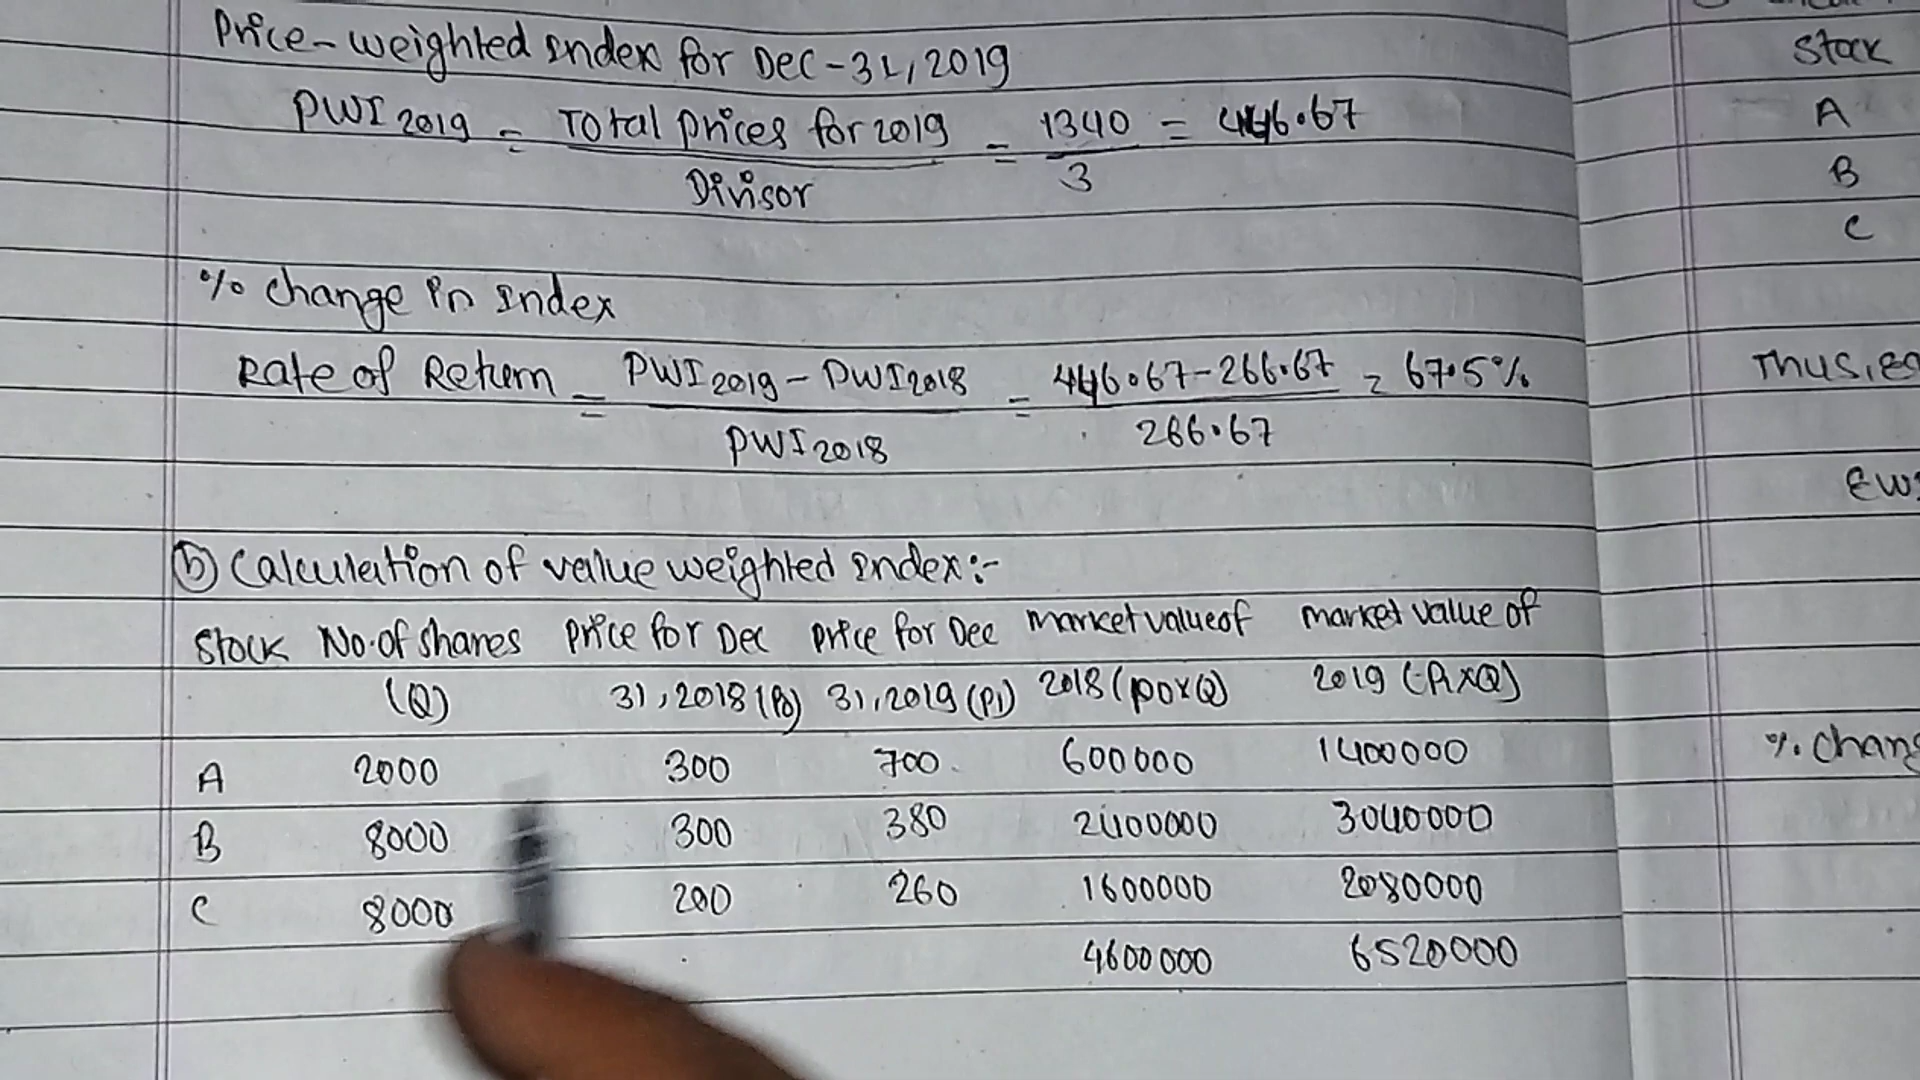 Price-weighted Index for Dec-31, 2019
PWI 2019 = Total prices for 2019 / Divisor = 1340 / 3 = 446.67
% change in Index
Rate of Return = PWI 2019 - PWI 2018 / PWI 2018 = 446.67-266.67 / 266.67 = 67.5%
b) Calculation of value weighted Index:-
Stock No.of shares price for Dec price for Dec market value of market value of
(Q) 31, 2018 (P0) 31, 2019 (P1) 2018 (P0xQ) 2019 (P1xQ)
A 2000 300 700 600000 1400000
B 8000 300 380 2400000 3040000
C 8000 200 260 1600000 2080000
4600000 6520000
Stock
A
B
C
Thus,
EW
% Chang